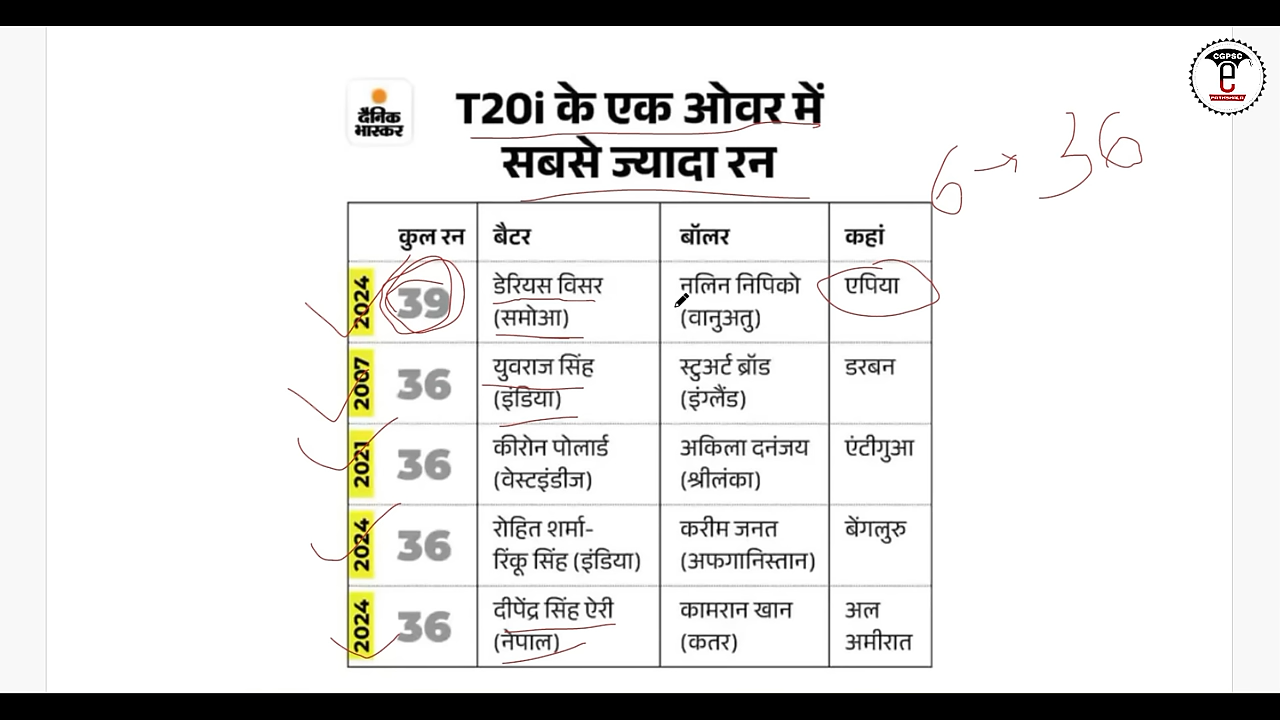 CGPSC
e
PATHSHALA
दैनिक
भास्कर
T20i के एक ओवर में
सबसे ज्यादा रन
6 → 36
कुल रन बैटर बॉलर कहां
2024 39 डेरियस विसर नलिन निपिको एपिया
(समोआ) (वानुअतु)
2007 36 युवराज सिंह स्टुअर्ट ब्रॉड डरबन
(इंडिया) (इंग्लैंड)
2021 36 कीरोन पोलार्ड अकिला दनंजय एंटीगुआ
(वेस्टइंडीज) (श्रीलंका)
2024 36 रोहित शर्मा- करीम जनत बेंगलुरु
रिंकू सिंह (इंडिया) (अफगानिस्तान)
2024 36 दीपेंद्र सिंह ऐरी कामरान खान अल
(नेपाल) (कतर) अमीरात